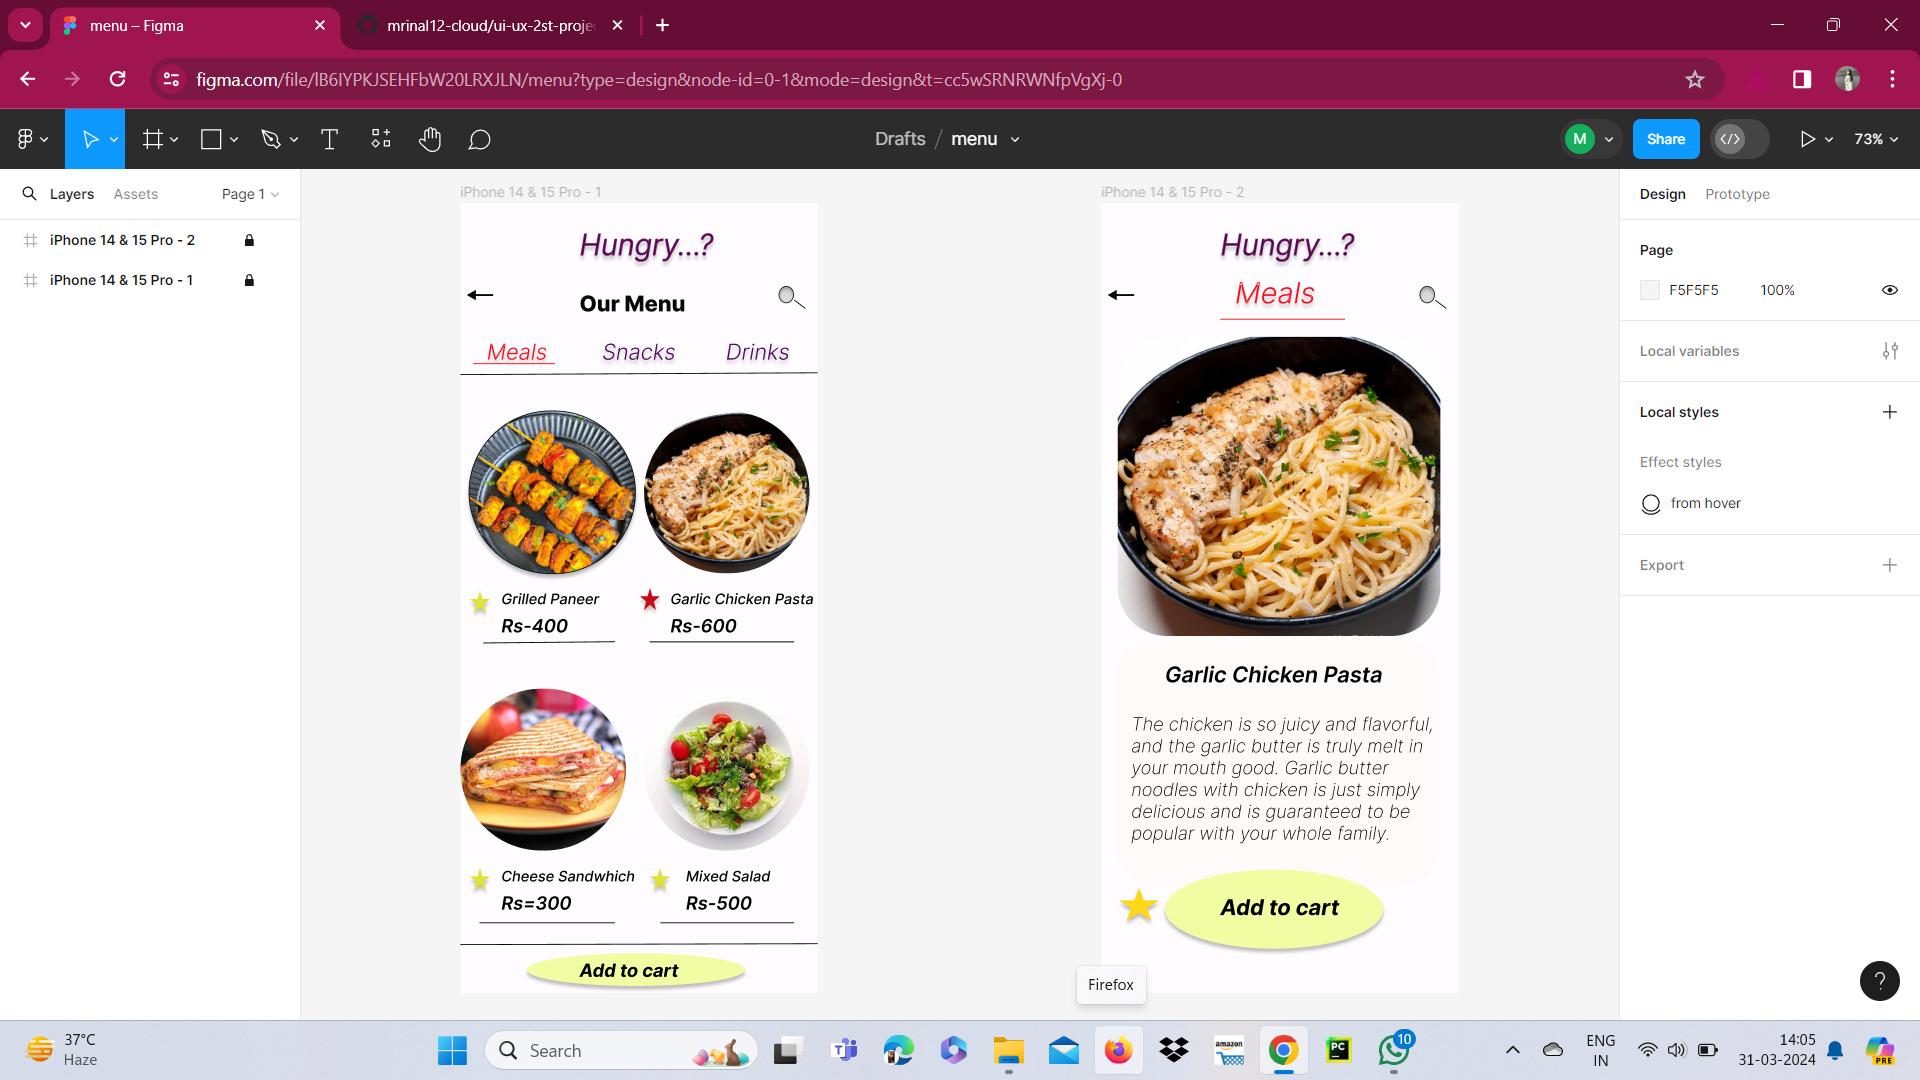 menu – Figma
mrinal12-cloud/ui-ux-2st-proje
figma.com/file/lB6IYPKJSEHFbW20LRXJLN/menu?type=design&node-id=0-1&mode=design&t=cc5wSRNRWNfpVgXj-0
Drafts / menu
M
Share
73%
Layers
Assets
Page 1
iPhone 14 & 15 Pro - 2
iPhone 14 & 15 Pro - 1
iPhone 14 & 15 Pro - 1
Hungry...?
Our Menu
Meals
Snacks
Drinks
Grilled Paneer
Rs-400
Garlic Chicken Pasta
Rs-600
Cheese Sandwhich
Rs=300
Mixed Salad
Rs-500
Add to cart
iPhone 14 & 15 Pro - 2
Hungry...?
Meals
Garlic Chicken Pasta
The chicken is so juicy and flavorful,
and the garlic butter is truly melt in
your mouth good. Garlic butter
noodles with chicken is just simply
delicious and is guaranteed to be
popular with your whole family.
Add to cart
Firefox
Design
Prototype
Page
F5F5F5
100%
Local variables
Local styles
Effect styles
from hover
Export
?
37°C
Haze
Search
amazon
PC
10
ENG
IN
14:05
31-03-2024
PRE